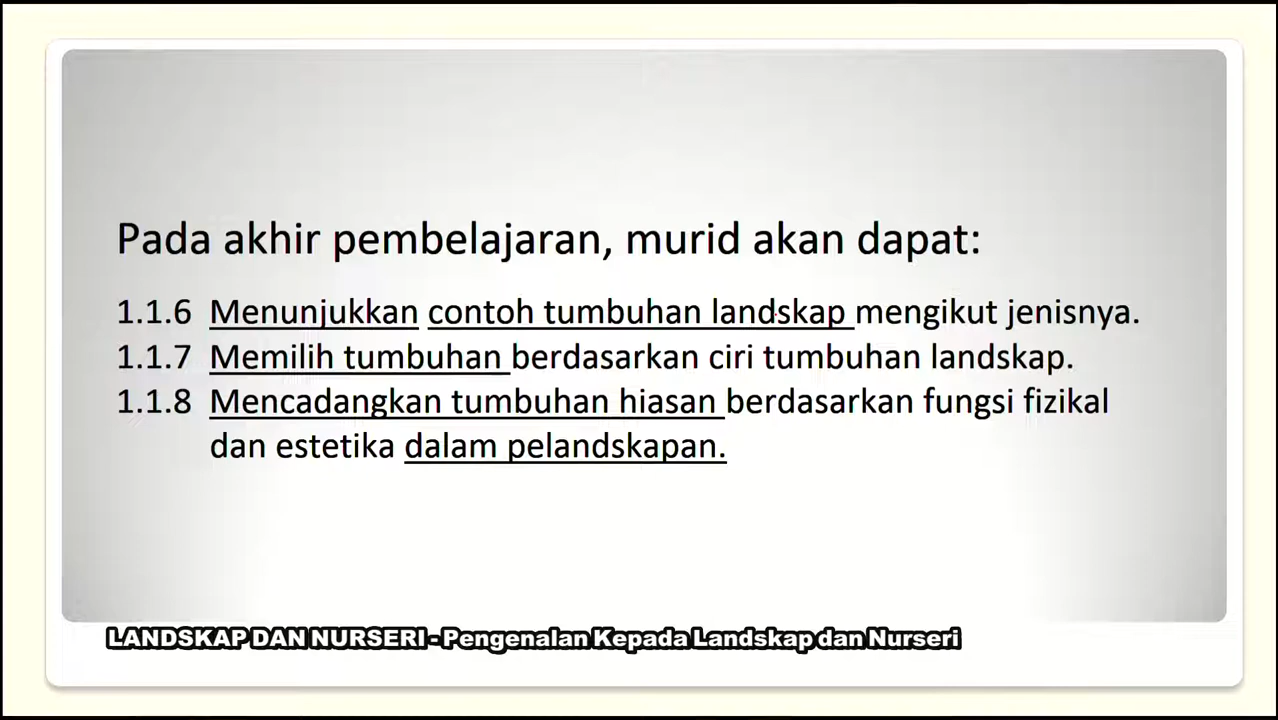 Pada akhir pembelajaran, murid akan dapat:
1.1.6 Menunjukkan contoh tumbuhan landskap mengikut jenisnya.
1.1.7 Memilih tumbuhan berdasarkan ciri tumbuhan landskap.
1.1.8 Mencadangkan tumbuhan hiasan berdasarkan fungsi fizikal
dan estetika dalam pelandskapan.
LANDSKAP DAN NURSERI - Pengenalan Kepada Landskap dan Nurseri